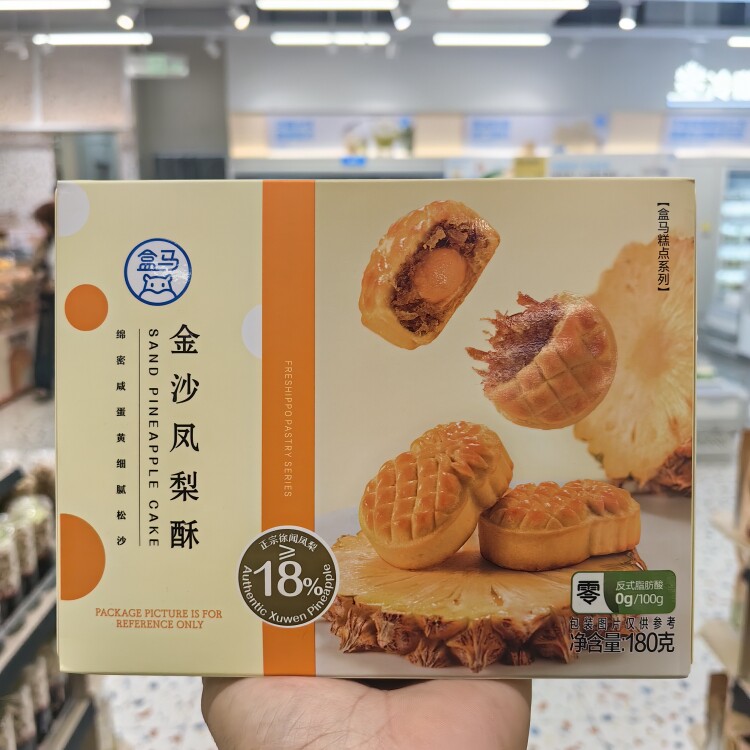 盒马
金沙凤梨酥
SAND PINEAPPLE CAKE
绵密咸蛋黄细腻松沙
PACKAGE PICTURE IS FOR
REFERENCE ONLY
FRESHIPPO PASTRY SERIES
正宗徐闻凤梨
≥18%
Authentic Xuwen Pineapple
【盒马糕点系列】
零
反式脂肪酸
0g/100g
包装图片仅供参考
净含量:180克